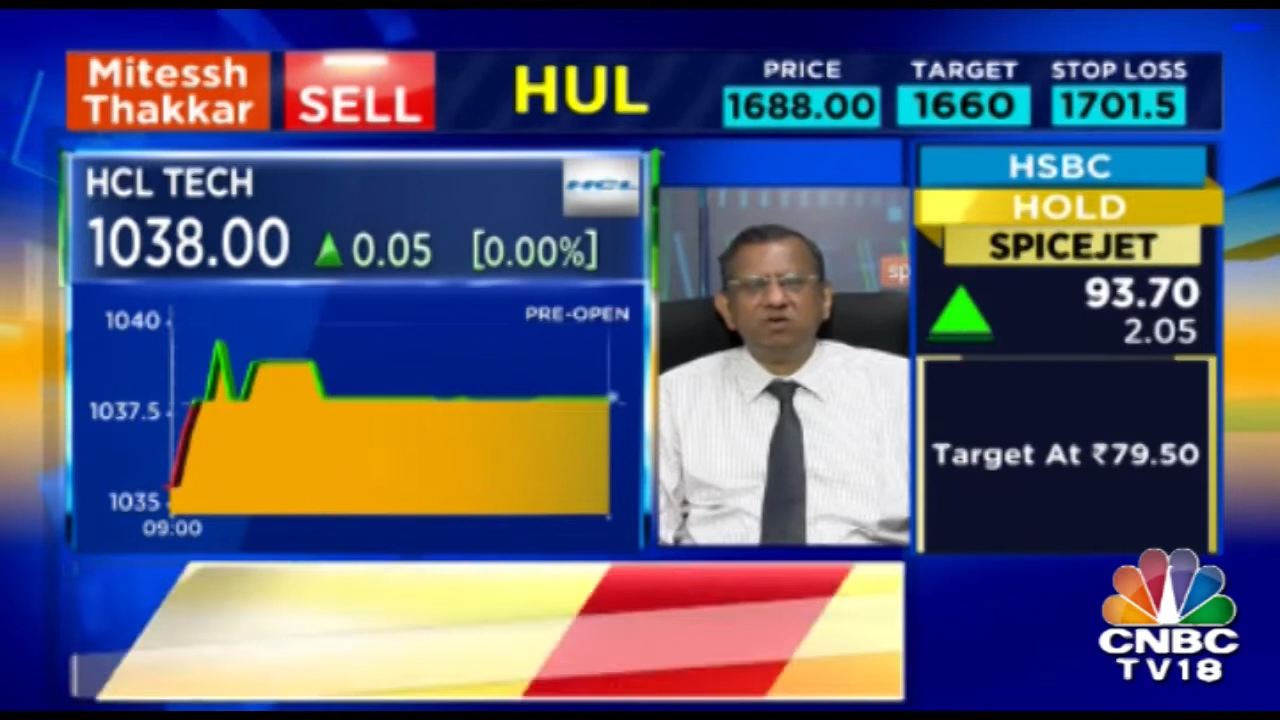 Mitessh
Thakkar
SELL
HUL
PRICE
1688.00
TARGET
1660
STOP LOSS
1701.5
HCL TECH
HCL
1038.00 0.05 [0.00%]
PRE-OPEN
1040
1037.5
1035
09:00
sp
HSBC
HOLD
SPICEJET
93.70
2.05
Target At ₹79.50
CNBC
TV18